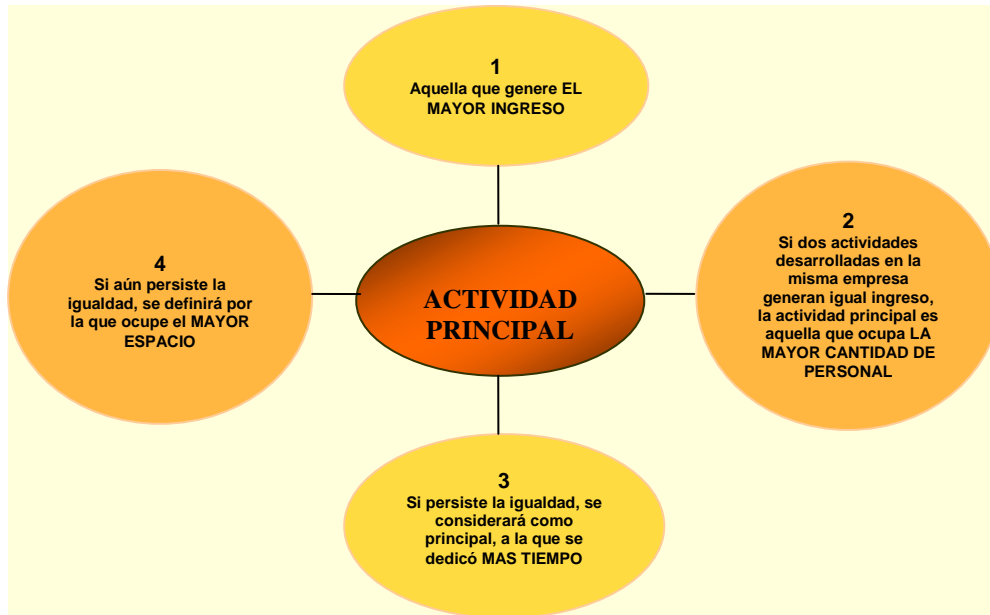 1
Aquella que genere EL
MAYOR INGRESO
2
Si dos actividades
desarrolladas en la
misma empresa
generan igual ingreso,
la actividad principal es
aquella que ocupa LA
MAYOR CANTIDAD DE
PERSONAL
3
Si persiste la igualdad, se
considerará como
principal, a la que se
dedicó MAS TIEMPO
4
Si aún persiste la
igualdad, se definirá por
la que ocupe el MAYOR
ESPACIO
ACTIVIDAD
PRINCIPAL